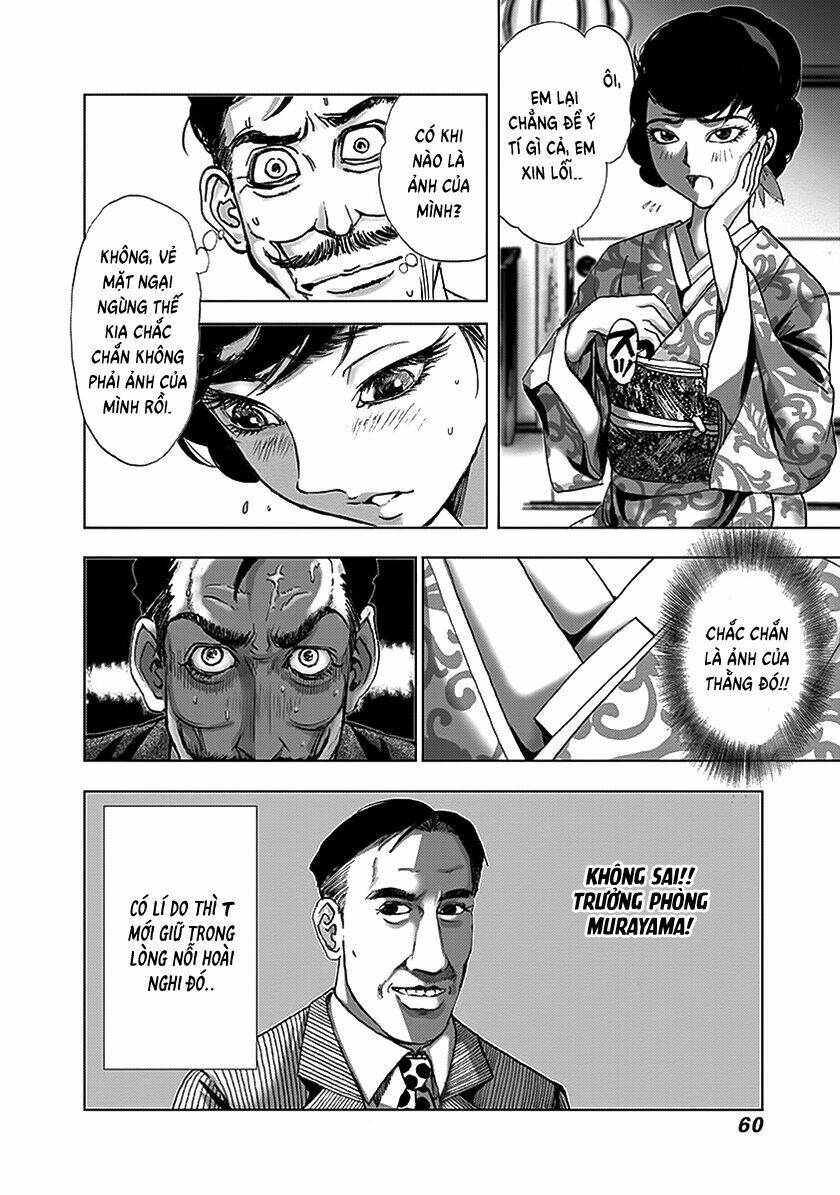 ÔI,
EM LẠI
CHẲNG ĐỂ Ý
TÍ GÌ CẢ, EM
XIN LỖI..
スッ
CÓ KHI
NÀO LÀ
ẢNH CỦA
MÌNH?
KHÔNG, VẺ
MẶT NGẠI
NGÙNG THẾ
KIA CHẮC
CHẮN KHÔNG
PHẢI ẢNH CỦA
MÌNH RỒI.
CHẮC CHẮN
LÀ ẢNH CỦA
THẰNG ĐÓ!!
KHÔNG SAI!!
TRƯỞNG PHÒNG
MURAYAMA!
CÓ LÍ DO THÌ T
MỚI GIỮ TRONG
LÒNG NỖI HOÀI
NGHI ĐÓ..
60